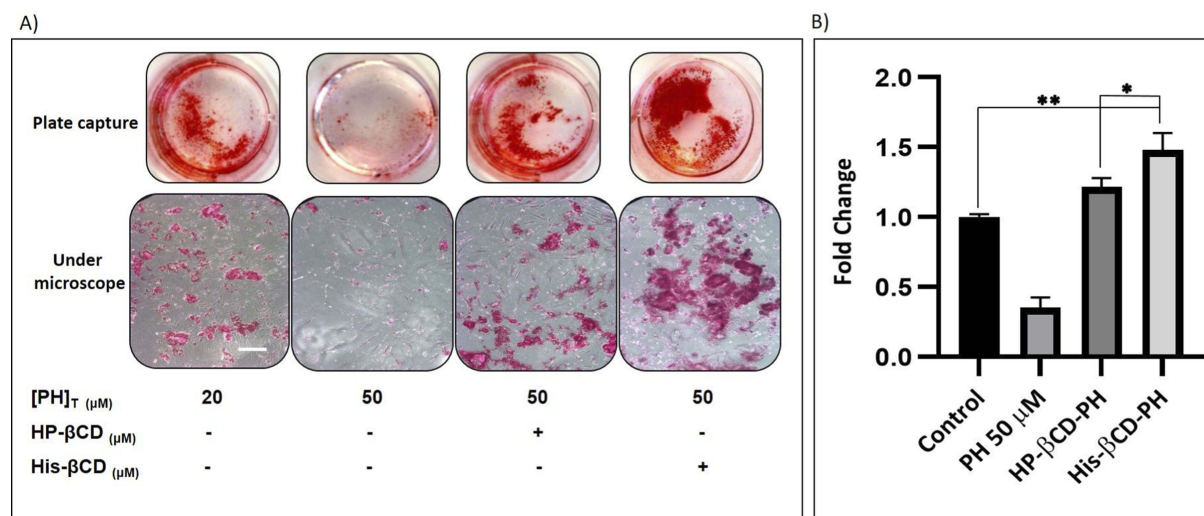 A)
Plate capture
Under
microscope
[PH]T (μM) 20 50 50 50
HP-βCD (μM) - - + -
His-βCD (μM) - - - +
B)
Fold Change
2.0
1.5
1.0
0.5
0.0
**
*
Control
PH 50 μM
HP-βCD-PH
His-βCD-PH